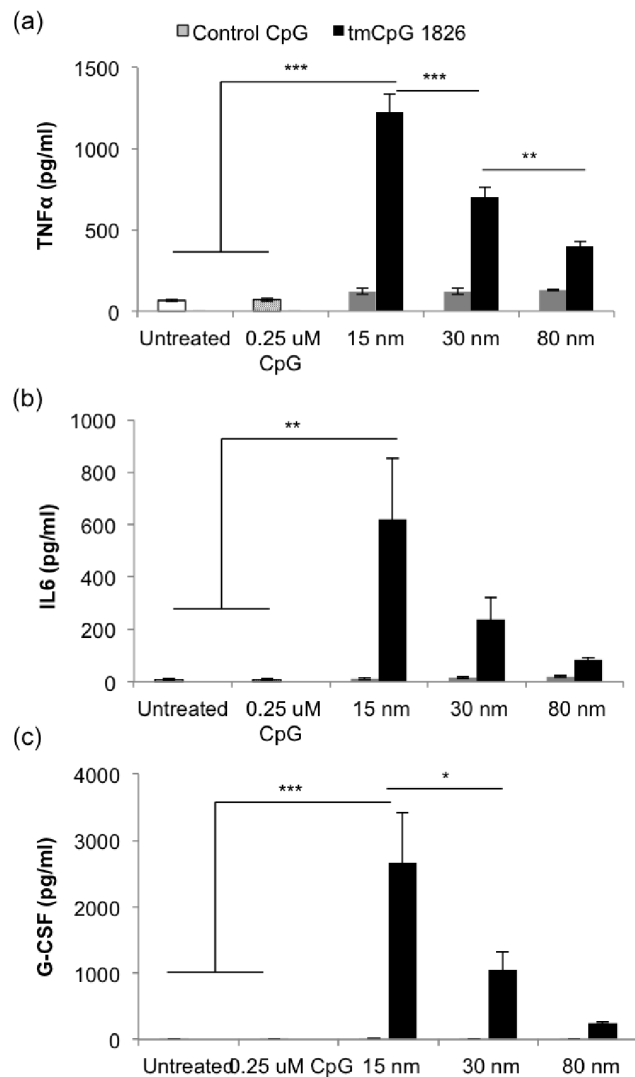 (a)
Control CpG tmCpG 1826
*** ***
**
1500
1000
500
0
TNFα (pg/ml)
Untreated 0.25 uM CpG 15 nm 30 nm 80 nm
(b)
**
1000
800
600
400
200
0
IL6 (pg/ml)
Untreated 0.25 uM CpG 15 nm 30 nm 80 nm
(c)
*** *
4000
3000
2000
1000
0
G-CSF (pg/ml)
Untreated 0.25 uM CpG 15 nm 30 nm 80 nm